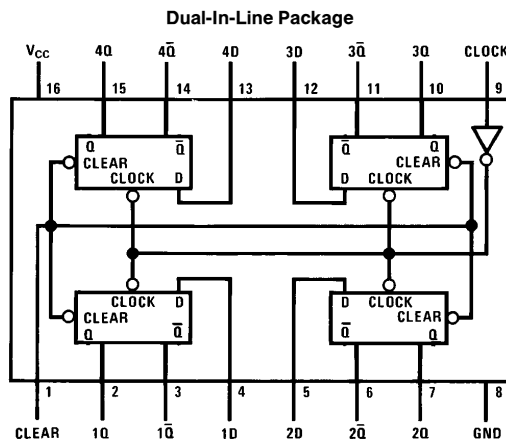 Dual-In-Line Package
VCC 4Q 4Q̅ 4D 3D 3Q̅ 3Q CLOCK
16 15 14 13 12 11 10 9
Q Q̅ Q̅ Q
CLEAR CLEAR
CLOCK D D CLOCK
CLOCK D D CLOCK
CLEAR CLEAR
Q Q̅ Q̅ Q
1 2 3 4 5 6 7 8
CLEAR 1Q 1Q̅ 1D 2D 2Q̅ 2Q GND